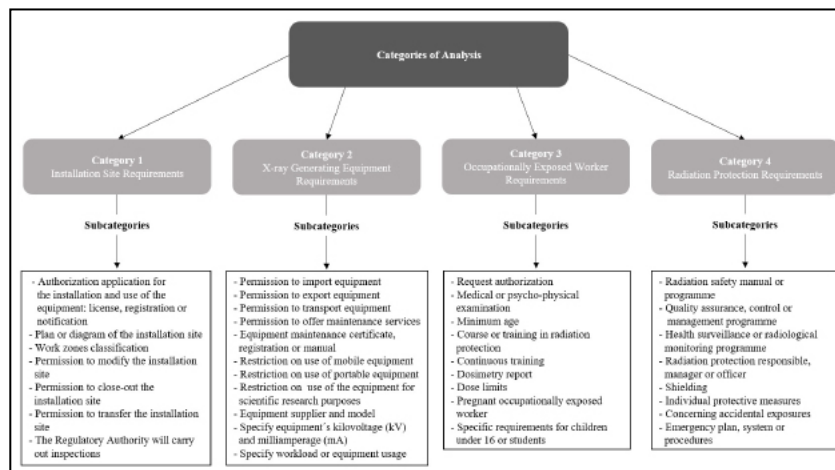 Categories of Analysis
Category 1
Installation Site Requirements
Category 2
X-ray Generating Equipment
Requirements
Category 3
Occupationally Exposed Worker
Requirements
Category 4
Radiation Protection Requirements
Subcategories
Subcategories
Subcategories
Subcategories
- Authorization application for
the installation and use of the
equipment: license, registration or
notification
- Plan or diagram of the installation site
- Work zones classification
- Permission to modify the installation
site
- Permission to close-out the
installation site
- Permission to transfer the installation
site
- The Regulatory Authority will carry
out inspections
- Permission to import equipment
- Permission to export equipment
- Permission to transport equipment
- Permission to offer maintenance services
- Equipment maintenance certificate,
registration or manual
- Restriction on use of mobile equipment
- Restriction on use of portable equipment
- Restriction on use of the equipment for
scientific research purposes
- Equipment supplier and model
- Specify equipment´s kilovoltage (kV)
and milliamperage (mA)
- Specify workload or equipment usage
- Request authorization
- Medical or psycho-physical
examination
- Minimum age
- Course or training in radiation
protection
- Continuous training
- Dosimetry report
- Dose limits
- Pregnant occupationally exposed
worker
- Specific requirements for children
under 16 or students
- Radiation safety manual or
programme
- Quality assurance, control or
management programme
- Health surveillance or radiological
monitoring programme
- Radiation protection responsible,
manager or officer
- Shielding
- Individual protective measures
- Concerning accidental exposures
- Emergency plan, system or
procedures